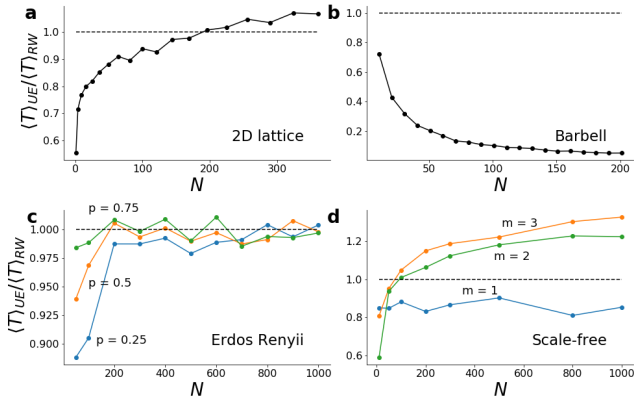 a
1.0
0.9
0.8
0.7
0.6
⟨T⟩UE/⟨T⟩RW
2D lattice
0 100 200 300
N
b
1.0
0.8
0.6
0.4
0.2
Barbell
50 100 150 200
N
c
p = 0.75
1.000
0.975
0.950
0.925
0.900
⟨T⟩UE/⟨T⟩RW
p = 0.5
p = 0.25
Erdos Renyii
200 400 600 800 1000
N
d
m = 3
m = 2
m = 1
1.2
1.0
0.8
0.6
Scale-free
0 200 400 600 800 1000
N